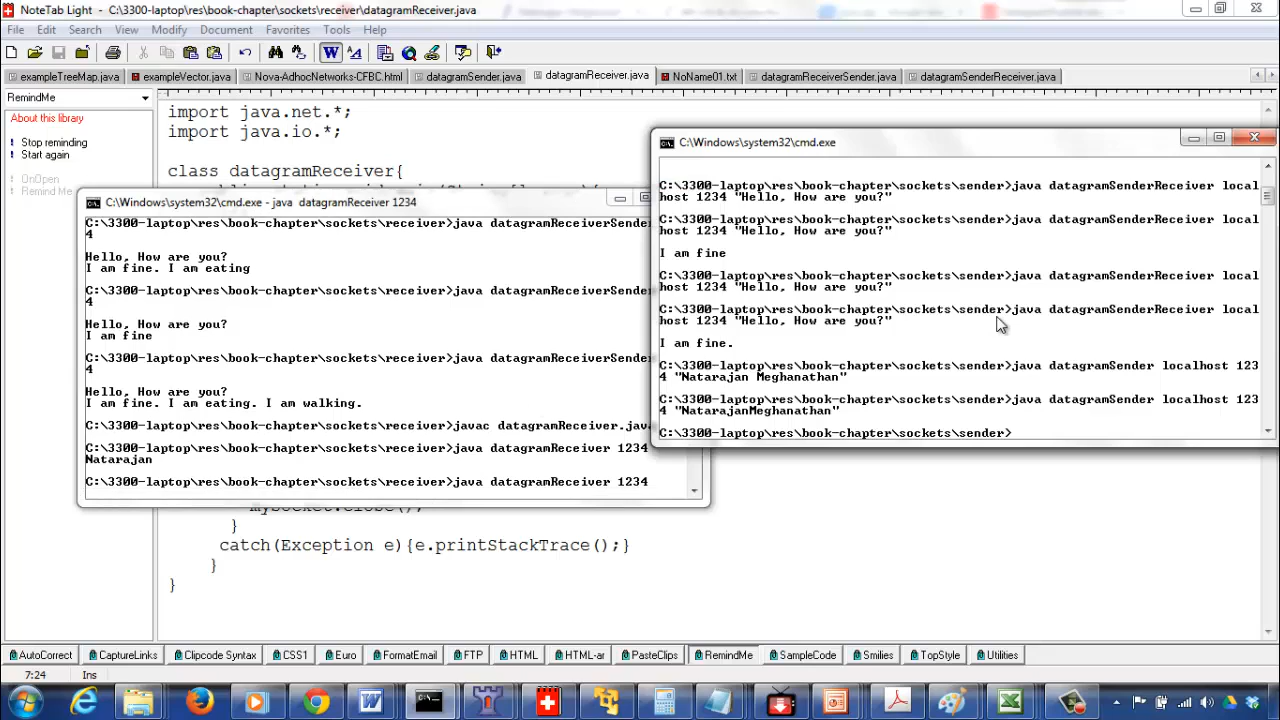 NoteTab Light - C:\3300-laptop\res\book-chapter\sockets\receiver\datagramReceiver.java
File Edit Search View Modify Document Favorites Tools Help
exampleTreeMap.java exampleVector.java Nova-AdhocNetworks-CFBC.html datagramSender.java datagramReceiver.java NoName01.txt datagramReceiverSender.java datagramSenderReceiver.java
RemindMe
About this library
! Stop reminding
! Start again
! OnOpen
! Remind Me
import java.net.*;
import java.io.*;
class datagramReceiver{
C:\Windows\system32\cmd.exe - java datagramReceiver 1234
C:\3300-laptop\res\book-chapter\sockets\receiver>java datagramReceiverSender
4
Hello, How are you?
I am fine. I am eating
C:\3300-laptop\res\book-chapter\sockets\receiver>java datagramReceiverSender
4
Hello, How are you?
I am fine
C:\3300-laptop\res\book-chapter\sockets\receiver>java datagramReceiverSender
4
Hello, How are you?
I am fine. I am eating. I am walking.
C:\3300-laptop\res\book-chapter\sockets\receiver>javac datagramReceiver.java
C:\3300-laptop\res\book-chapter\sockets\receiver>java datagramReceiver 1234
Natarajan
C:\3300-laptop\res\book-chapter\sockets\receiver>java datagramReceiver 1234
C:\Windows\system32\cmd.exe
C:\3300-laptop\res\book-chapter\sockets\sender>java datagramSenderReceiver local
host 1234 "Hello, How are you?"
C:\3300-laptop\res\book-chapter\sockets\sender>java datagramSenderReceiver local
host 1234 "Hello, How are you?"
I am fine
C:\3300-laptop\res\book-chapter\sockets\sender>java datagramSenderReceiver local
host 1234 "Hello, How are you?"
C:\3300-laptop\res\book-chapter\sockets\sender>java datagramSenderReceiver local
host 1234 "Hello, How are you?"
I am fine.
C:\3300-laptop\res\book-chapter\sockets\sender>java datagramSender localhost 123
4 "Natarajan Meghanathan"
C:\3300-laptop\res\book-chapter\sockets\sender>java datagramSender localhost 123
4 "NatarajanMeghanathan"
C:\3300-laptop\res\book-chapter\sockets\sender>
}
catch(Exception e){e.printStackTrace();}
}
}
AutoCorrect CaptureLinks Clipcode Syntax CSS1 Euro FormatEmail FTP HTML HTML-ar PasteClips RemindMe SampleCode Smilies TopStyle Utilities
7:24 Ins